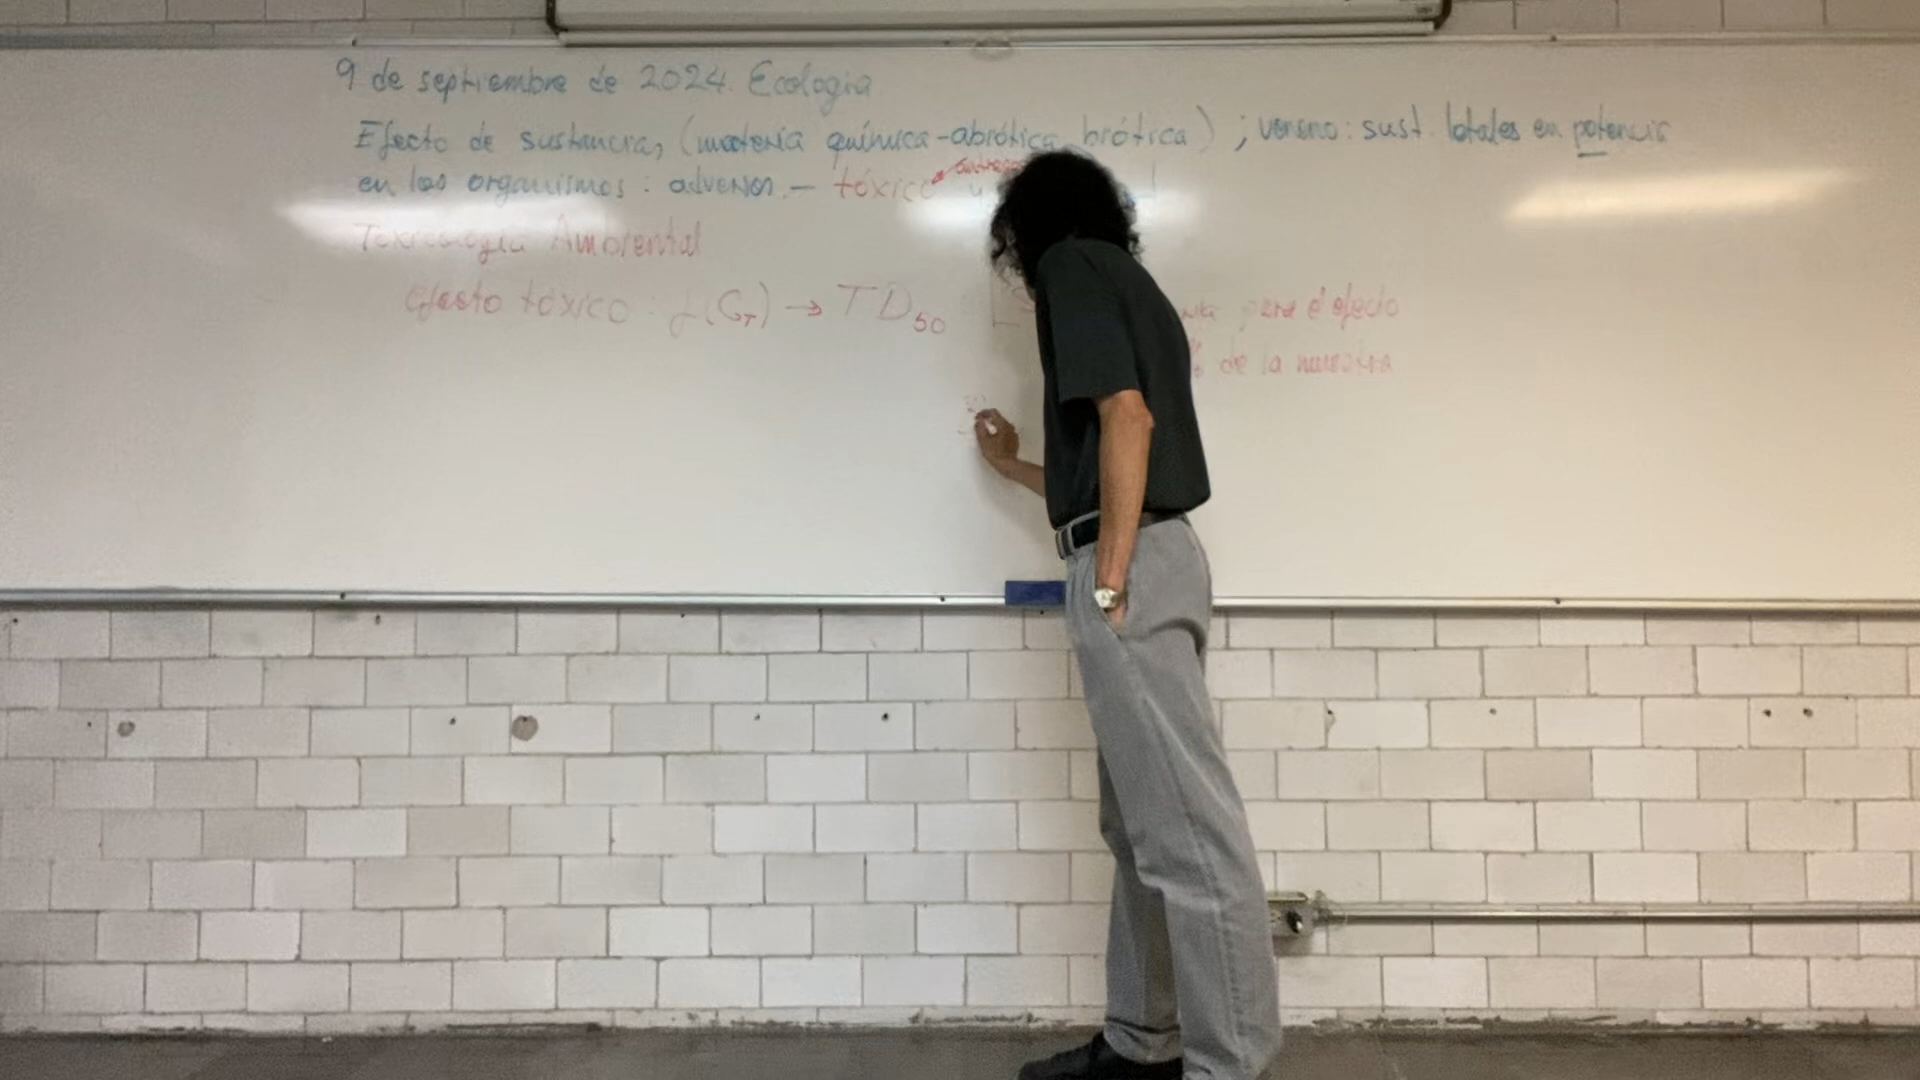 9 de septiembre de 2024. Ecología
Efecto de sustancias (materia química-abiótica biótica) ; veneno: sust. letales en potencia
en los organismos : adversos. — tóxico
Toxicología Ambiental
Efecto tóxico : f(C_T) → TD_50 para el efecto
% de la muestra